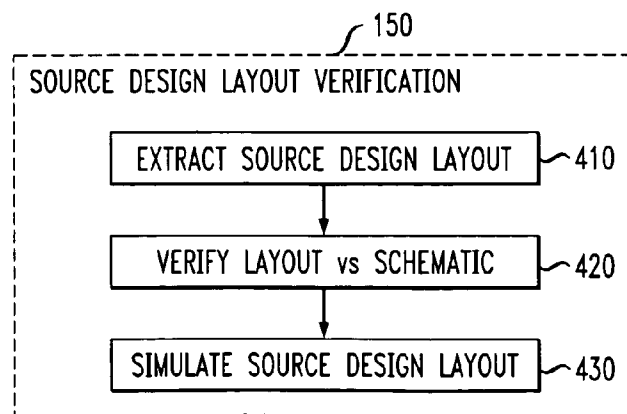 150
SOURCE DESIGN LAYOUT VERIFICATION
EXTRACT SOURCE DESIGN LAYOUT 410
VERIFY LAYOUT vs SCHEMATIC 420
SIMULATE SOURCE DESIGN LAYOUT 430